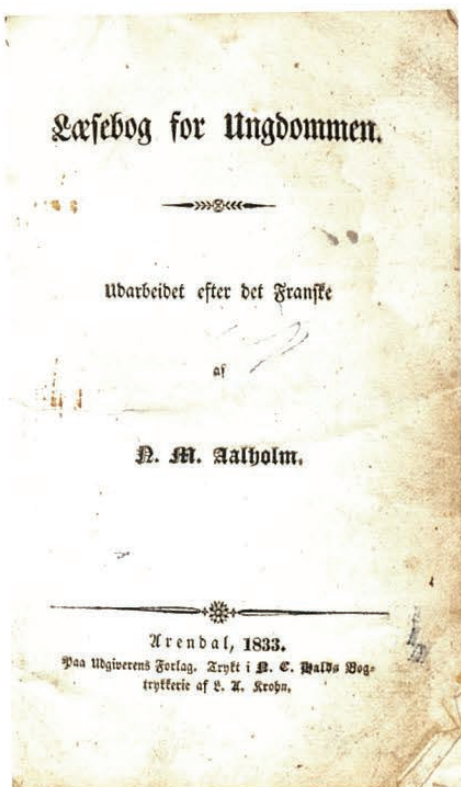 Læsebog for Ungdommen.
Udarbeidet efter det Franske
af
N. M. Aalholm.
Arendal, 1833.
Paa Udgiverens Forlag. Trykt i N. C. Halds Bog-
trykkerie af L. A. Krohn.